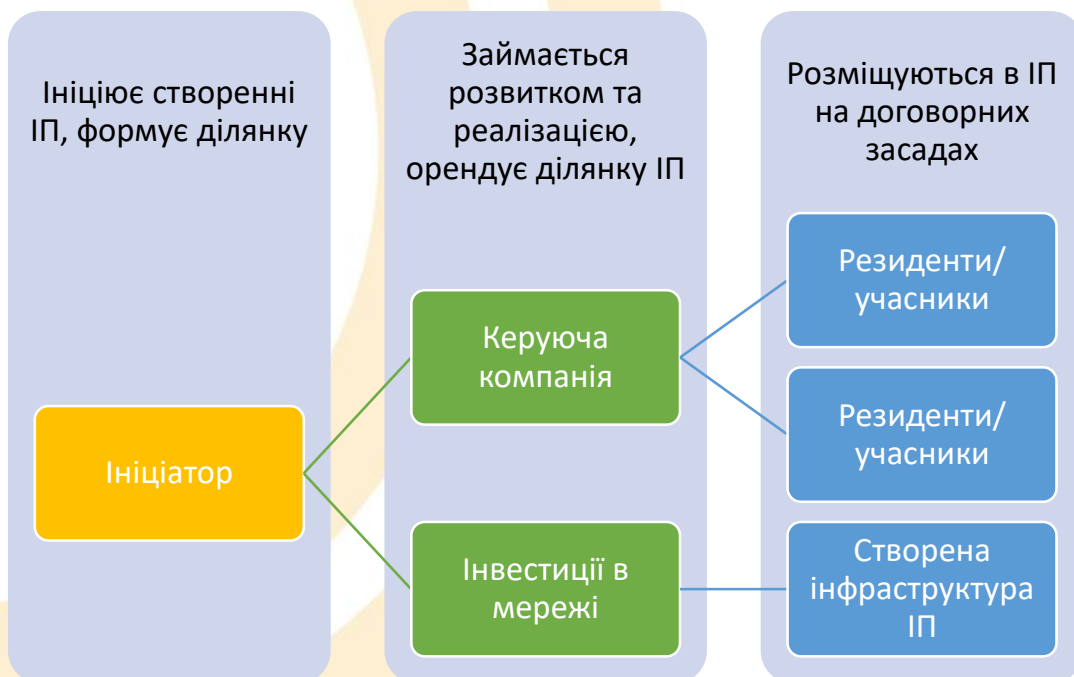 Ініціює створенні
ІП, формує ділянку
Займається
розвитком та
реалізацією,
орендує ділянку ІП
Розміщуються в ІП
на договорних
засадах
Ініціатор
Керуюча
компанія
Інвестиції в
мережі
Резиденти/
учасники
Резиденти/
учасники
Створена
інфраструктура
ІП